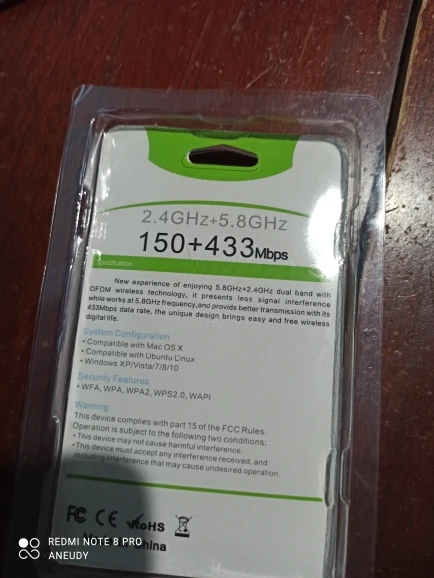 2.4GHz+5.8GHz
150+433Mbps
Specification
New experience of enjoying 5.8GHz+2.4GHz dual band with
OFDM wireless technology, it presents less signal interference
while works at 5.8GHz frequency,and provides better transmission with its
433Mbps data rate, the unique design brings easy and free wireless
digital life.
System Configuration
• Compatible with Mac OS X
• Compatible with Ubuntu Linux
• Windows XP/Vista/7/8/10
Security Features
• WFA, WPA, WPA2, WPS2.0, WAPI
Warning
This device complies with part 15 of the FCC Rules.
Operation is subject to the following two conditions:
• This device may not cause harmful interference.
• This device must accept any interference received, and
including interference that may cause undesired operation.
FC CE RoHS
China
REDMI NOTE 8 PRO
ANEUDY